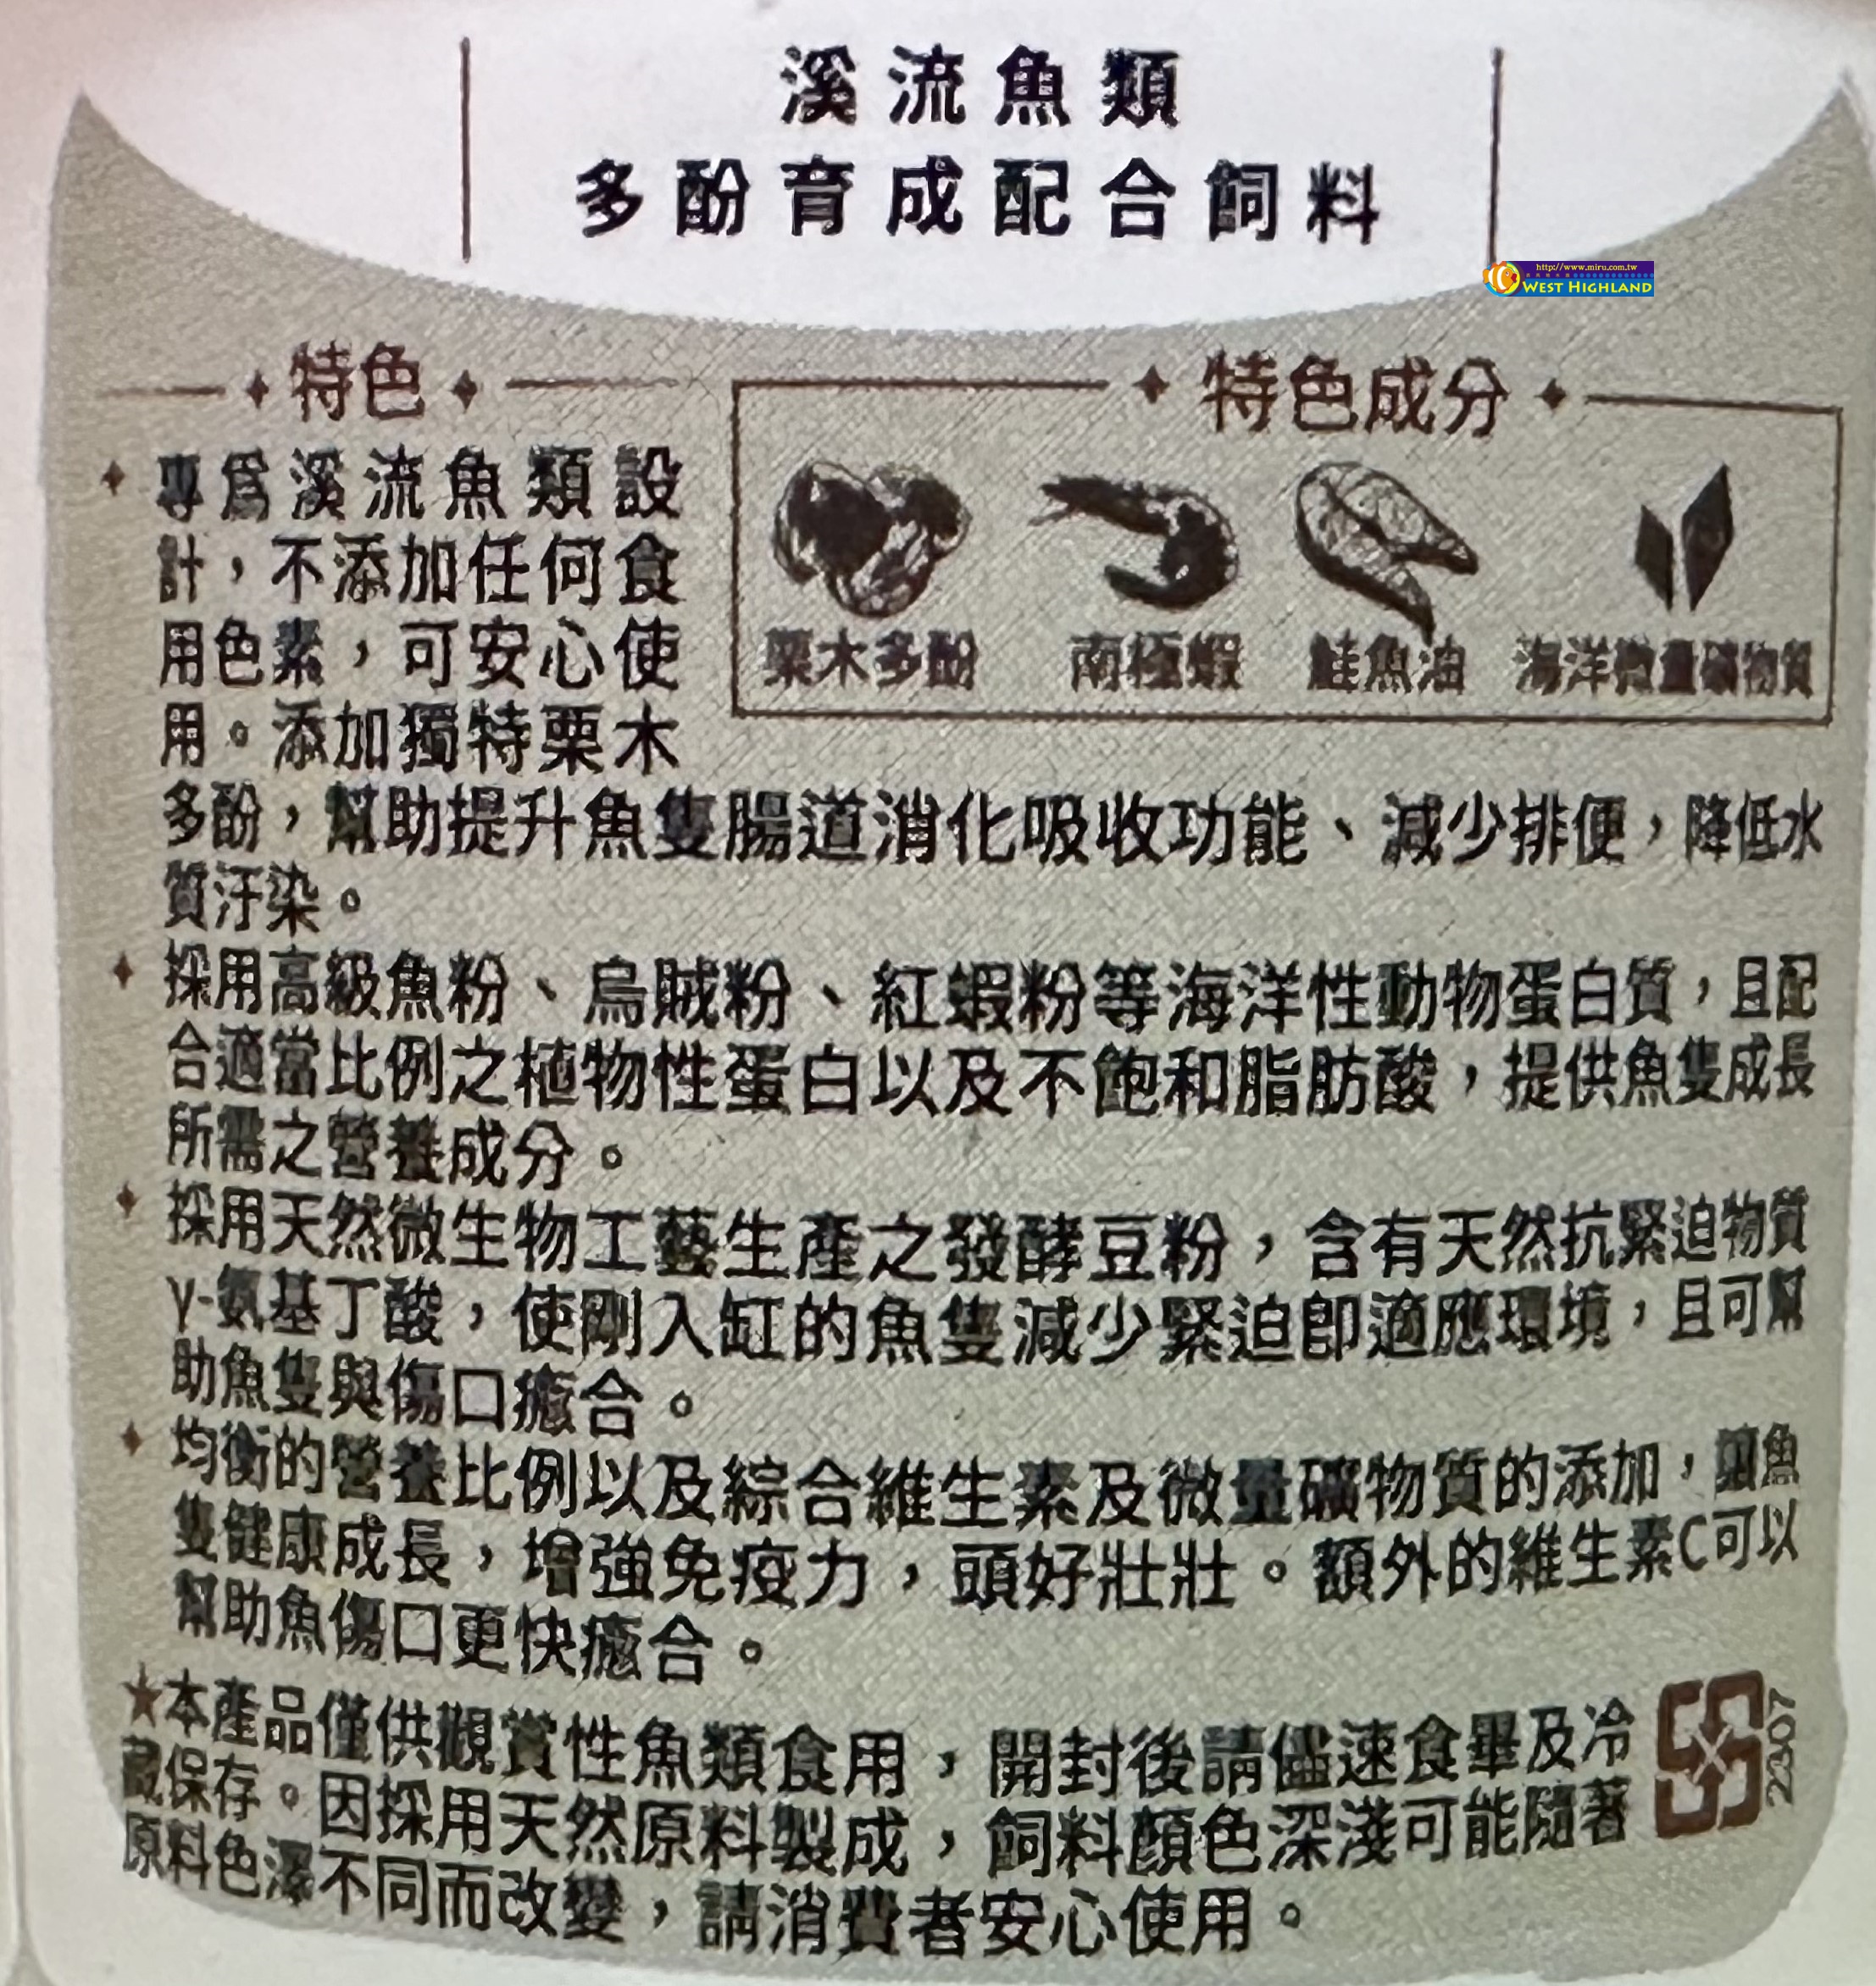 溪流魚類
多酚育成配合飼料
http://www.miru.com.tw
WEST HIGHLAND
特色
專為溪流魚類設
計，不添加任何食
用色素，可安心使
用。添加獨特栗木
多酚，幫助提升魚隻腸道消化吸收功能、減少排便，降低水
質汙染。
採用高級魚粉、烏賊粉、紅蝦粉等海洋性動物蛋白質，且配
合適當比例之植物性蛋白以及不飽和脂肪酸，提供魚隻成長
所需之營養成分。
採用天然微生物工藝生產之發酵豆粉，含有天然抗緊迫物質
γ-氨基丁酸，使剛入缸的魚隻減少緊迫即適應環境，且可幫
助魚隻與傷口癒合。
均衡的營養比例以及綜合維生素及微量礦物質的添加，讓魚
隻健康成長，增強免疫力，頭好壯壯。額外的維生素C可以
幫助魚傷口更快癒合。
特色成分
栗木多酚
南極蝦
鮭魚油
海洋微量礦物質
★本產品僅供觀賞性魚類食用，開封後請儘速食畢及冷
藏保存。因採用天然原料製成，飼料顏色深淺可能隨著
原料色澤不同而改變，請消費者安心使用。
2307